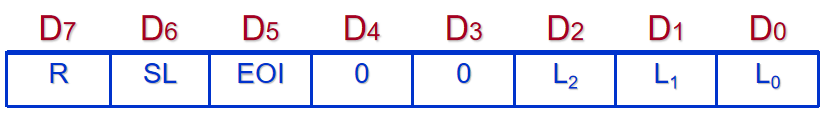 D7 D6 D5 D4 D3 D2 D1 D0
R SL EOI 0 0 L2 L1 L0